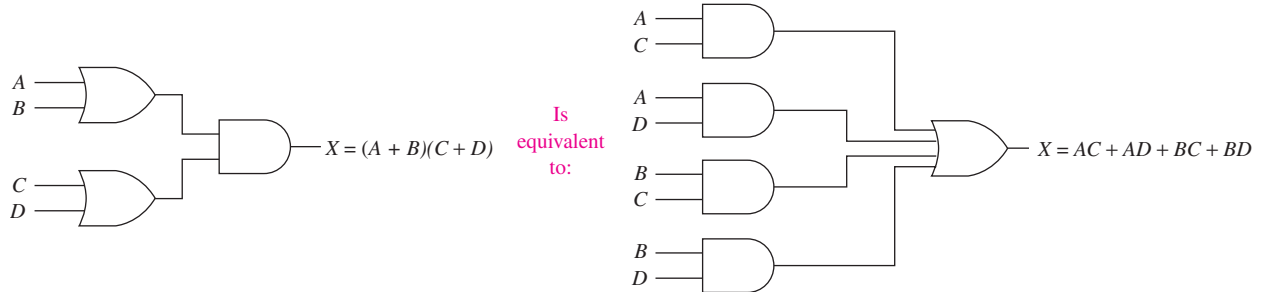 A
B
C
D
X = (A + B)(C + D)
Is
equivalent
to:
A
C
A
D
B
C
B
D
X = AC + AD + BC + BD